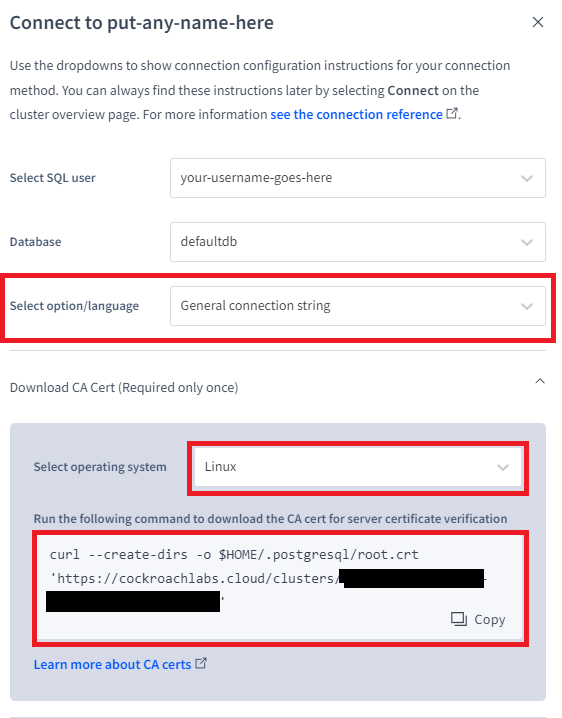 Connect to put-any-name-here
Use the dropdowns to show connection configuration instructions for your connection
method. You can always find these instructions later by selecting Connect on the
cluster overview page. For more information see the connection reference.
Select SQL user
your-username-goes-here
Database
defaultdb
Select option/language
General connection string
Download CA Cert (Required only once)
Select operating system
Linux
Run the following command to download the CA cert for server certificate verification
curl --create-dirs -o $HOME/.postgresql/root.crt
'https://cockroachlabs.cloud/clusters/-
'
Copy
Learn more about CA certs